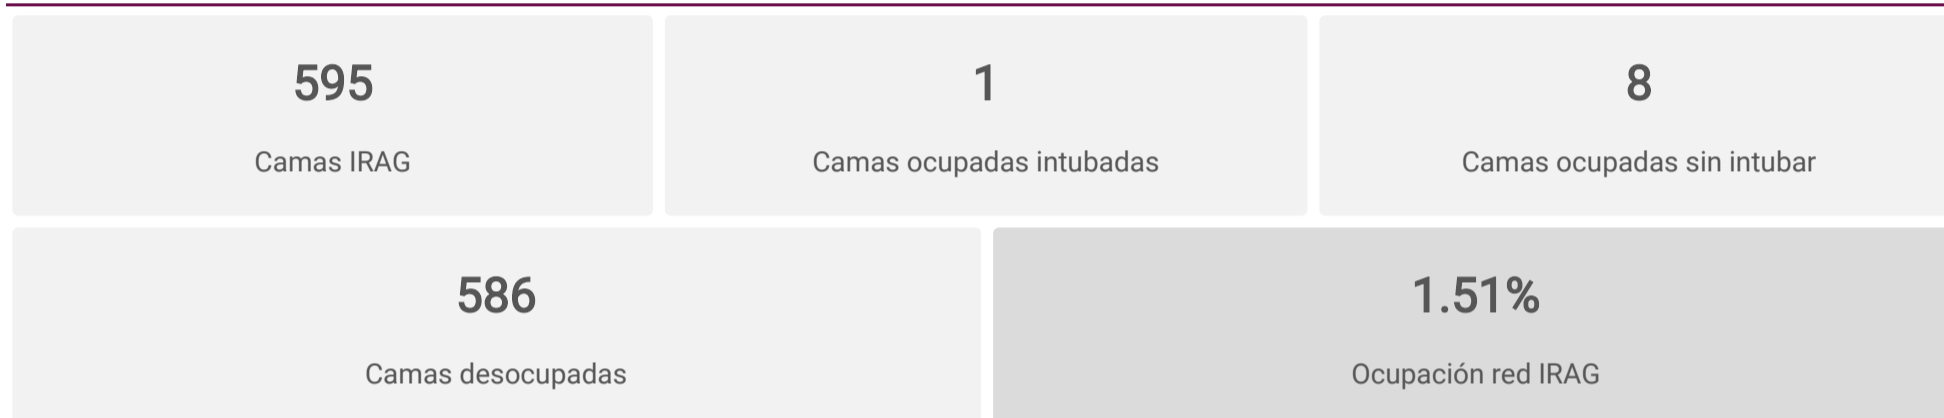 595
Camas IRAG
1
Camas ocupadas intubadas
8
Camas ocupadas sin intubar
586
Camas desocupadas
1.51%
Ocupación red IRAG